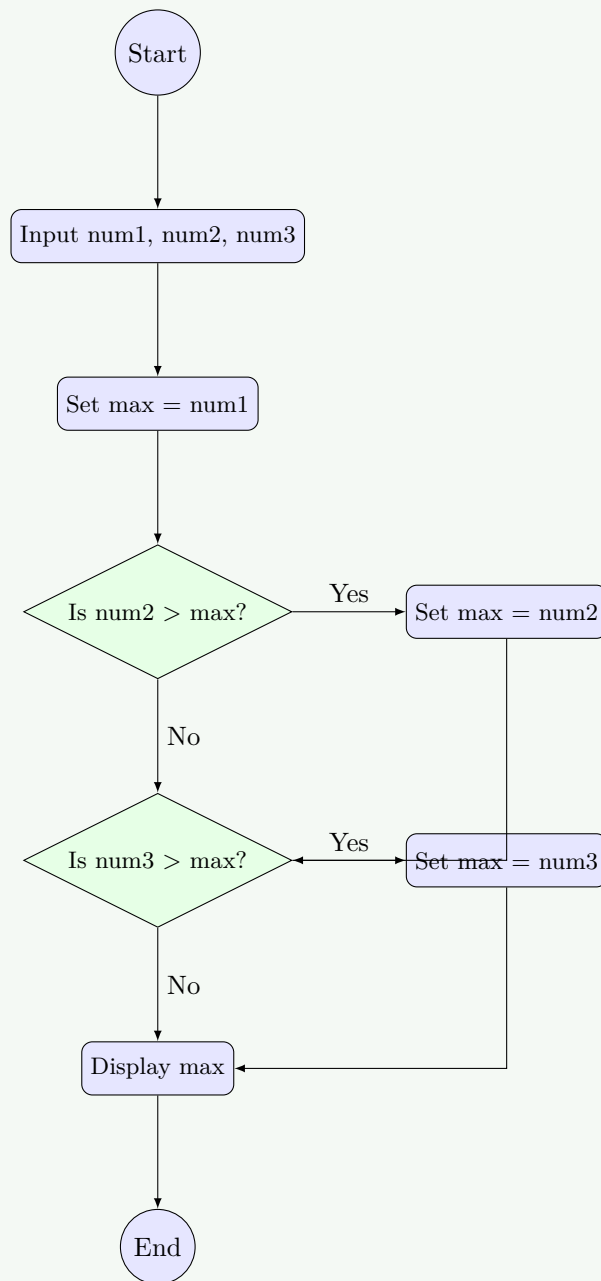 Start
Input num1, num2, num3
Set max = num1
Is num2 > max?
Yes
Set max = num2
No
Is num3 > max?
Yes
Set max = num3
No
Display max
End